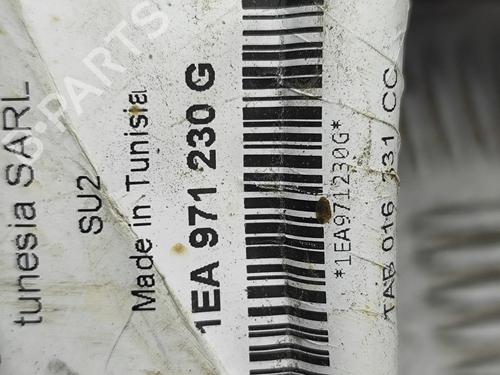 tunesia SARL
SU2
Made in Tunisia
1EA 971 230 G
*1EA971230G*
TAB 016 331 CC
B-PARTS